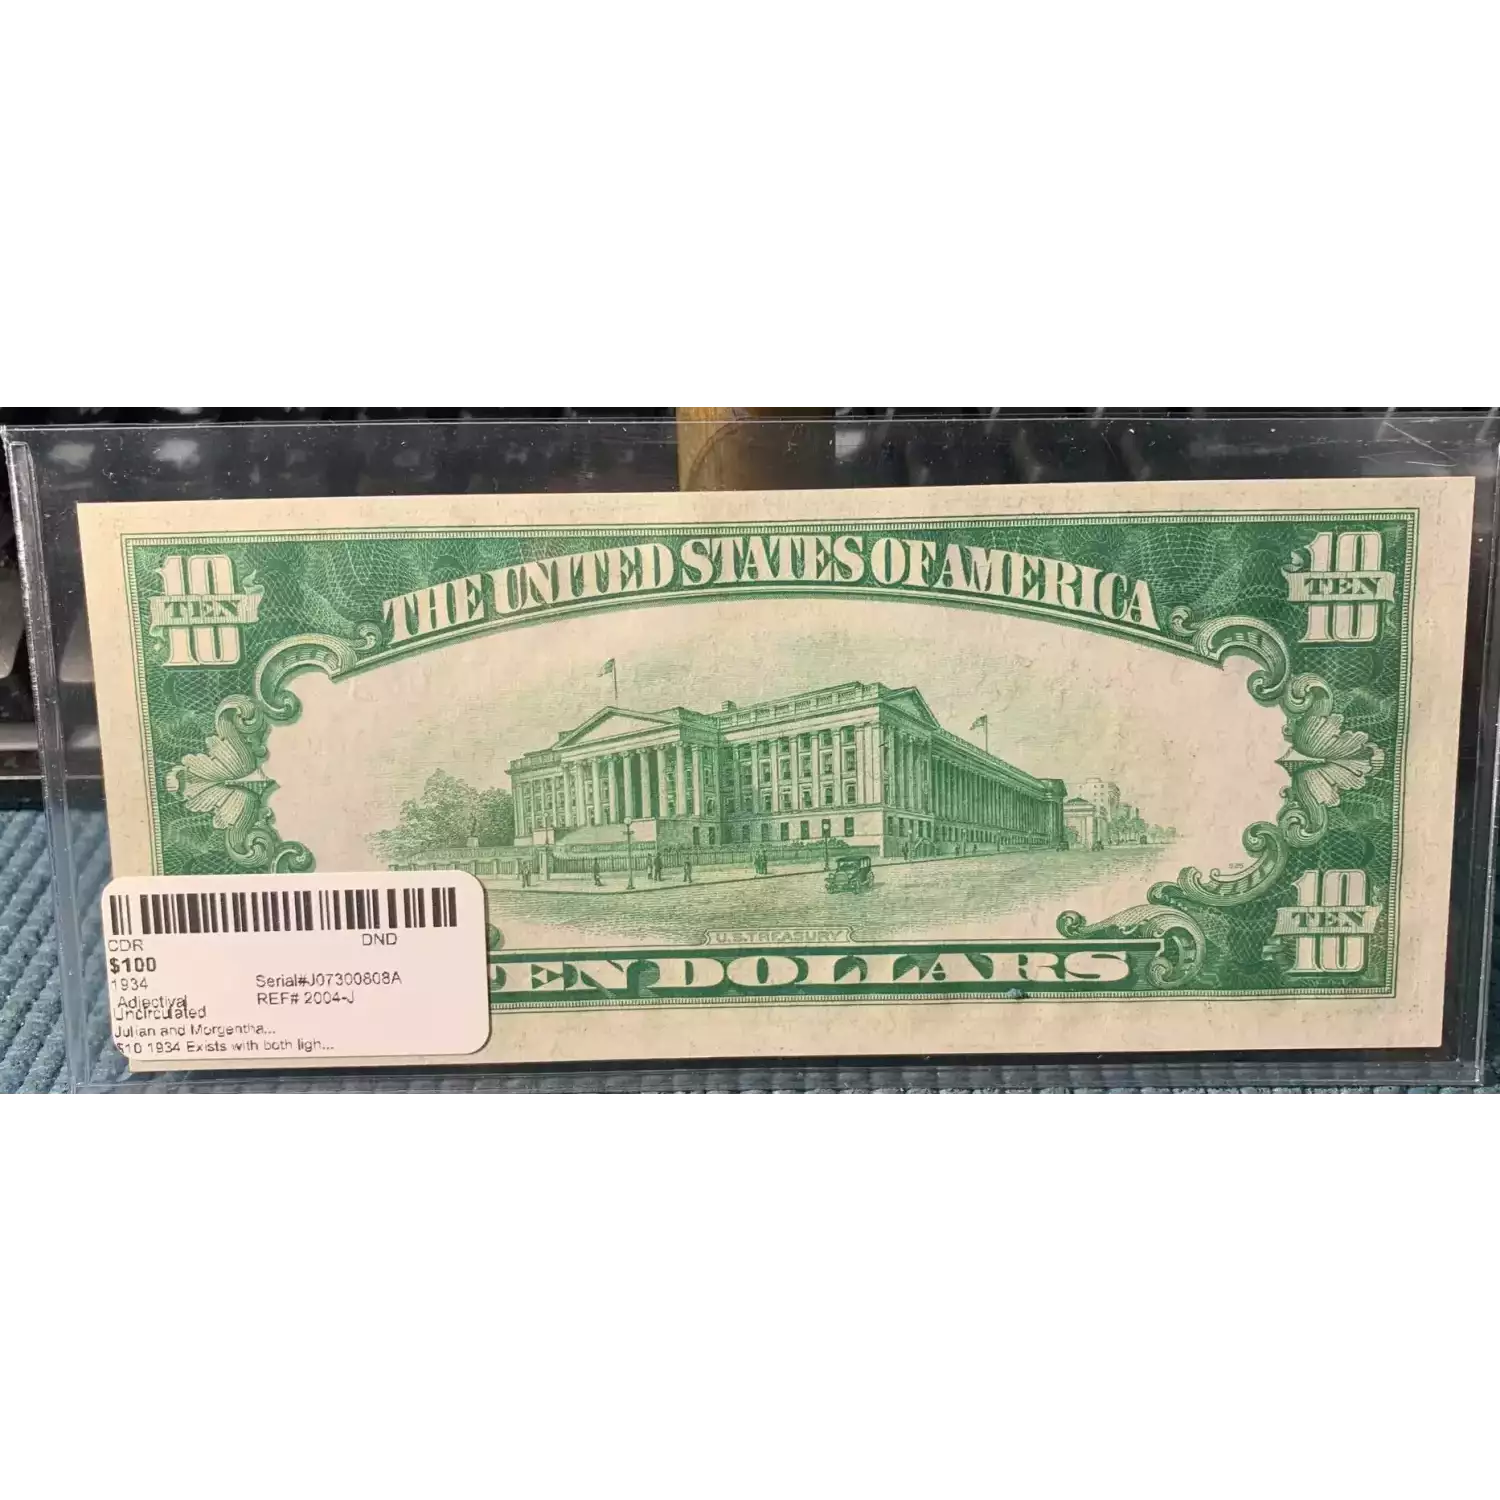 THE UNITED STATES OF AMERICA
10 TEN 10
10 TEN 10
U.S. TREASURY
EN DOLLARS
10 TEN 10
CDR DND
$100
1934 Serial#J07300808A
Adjectival REF# 2004-J
Uncirculated
Julian and Morgentha...
$10 1934 Exists with both ligh...